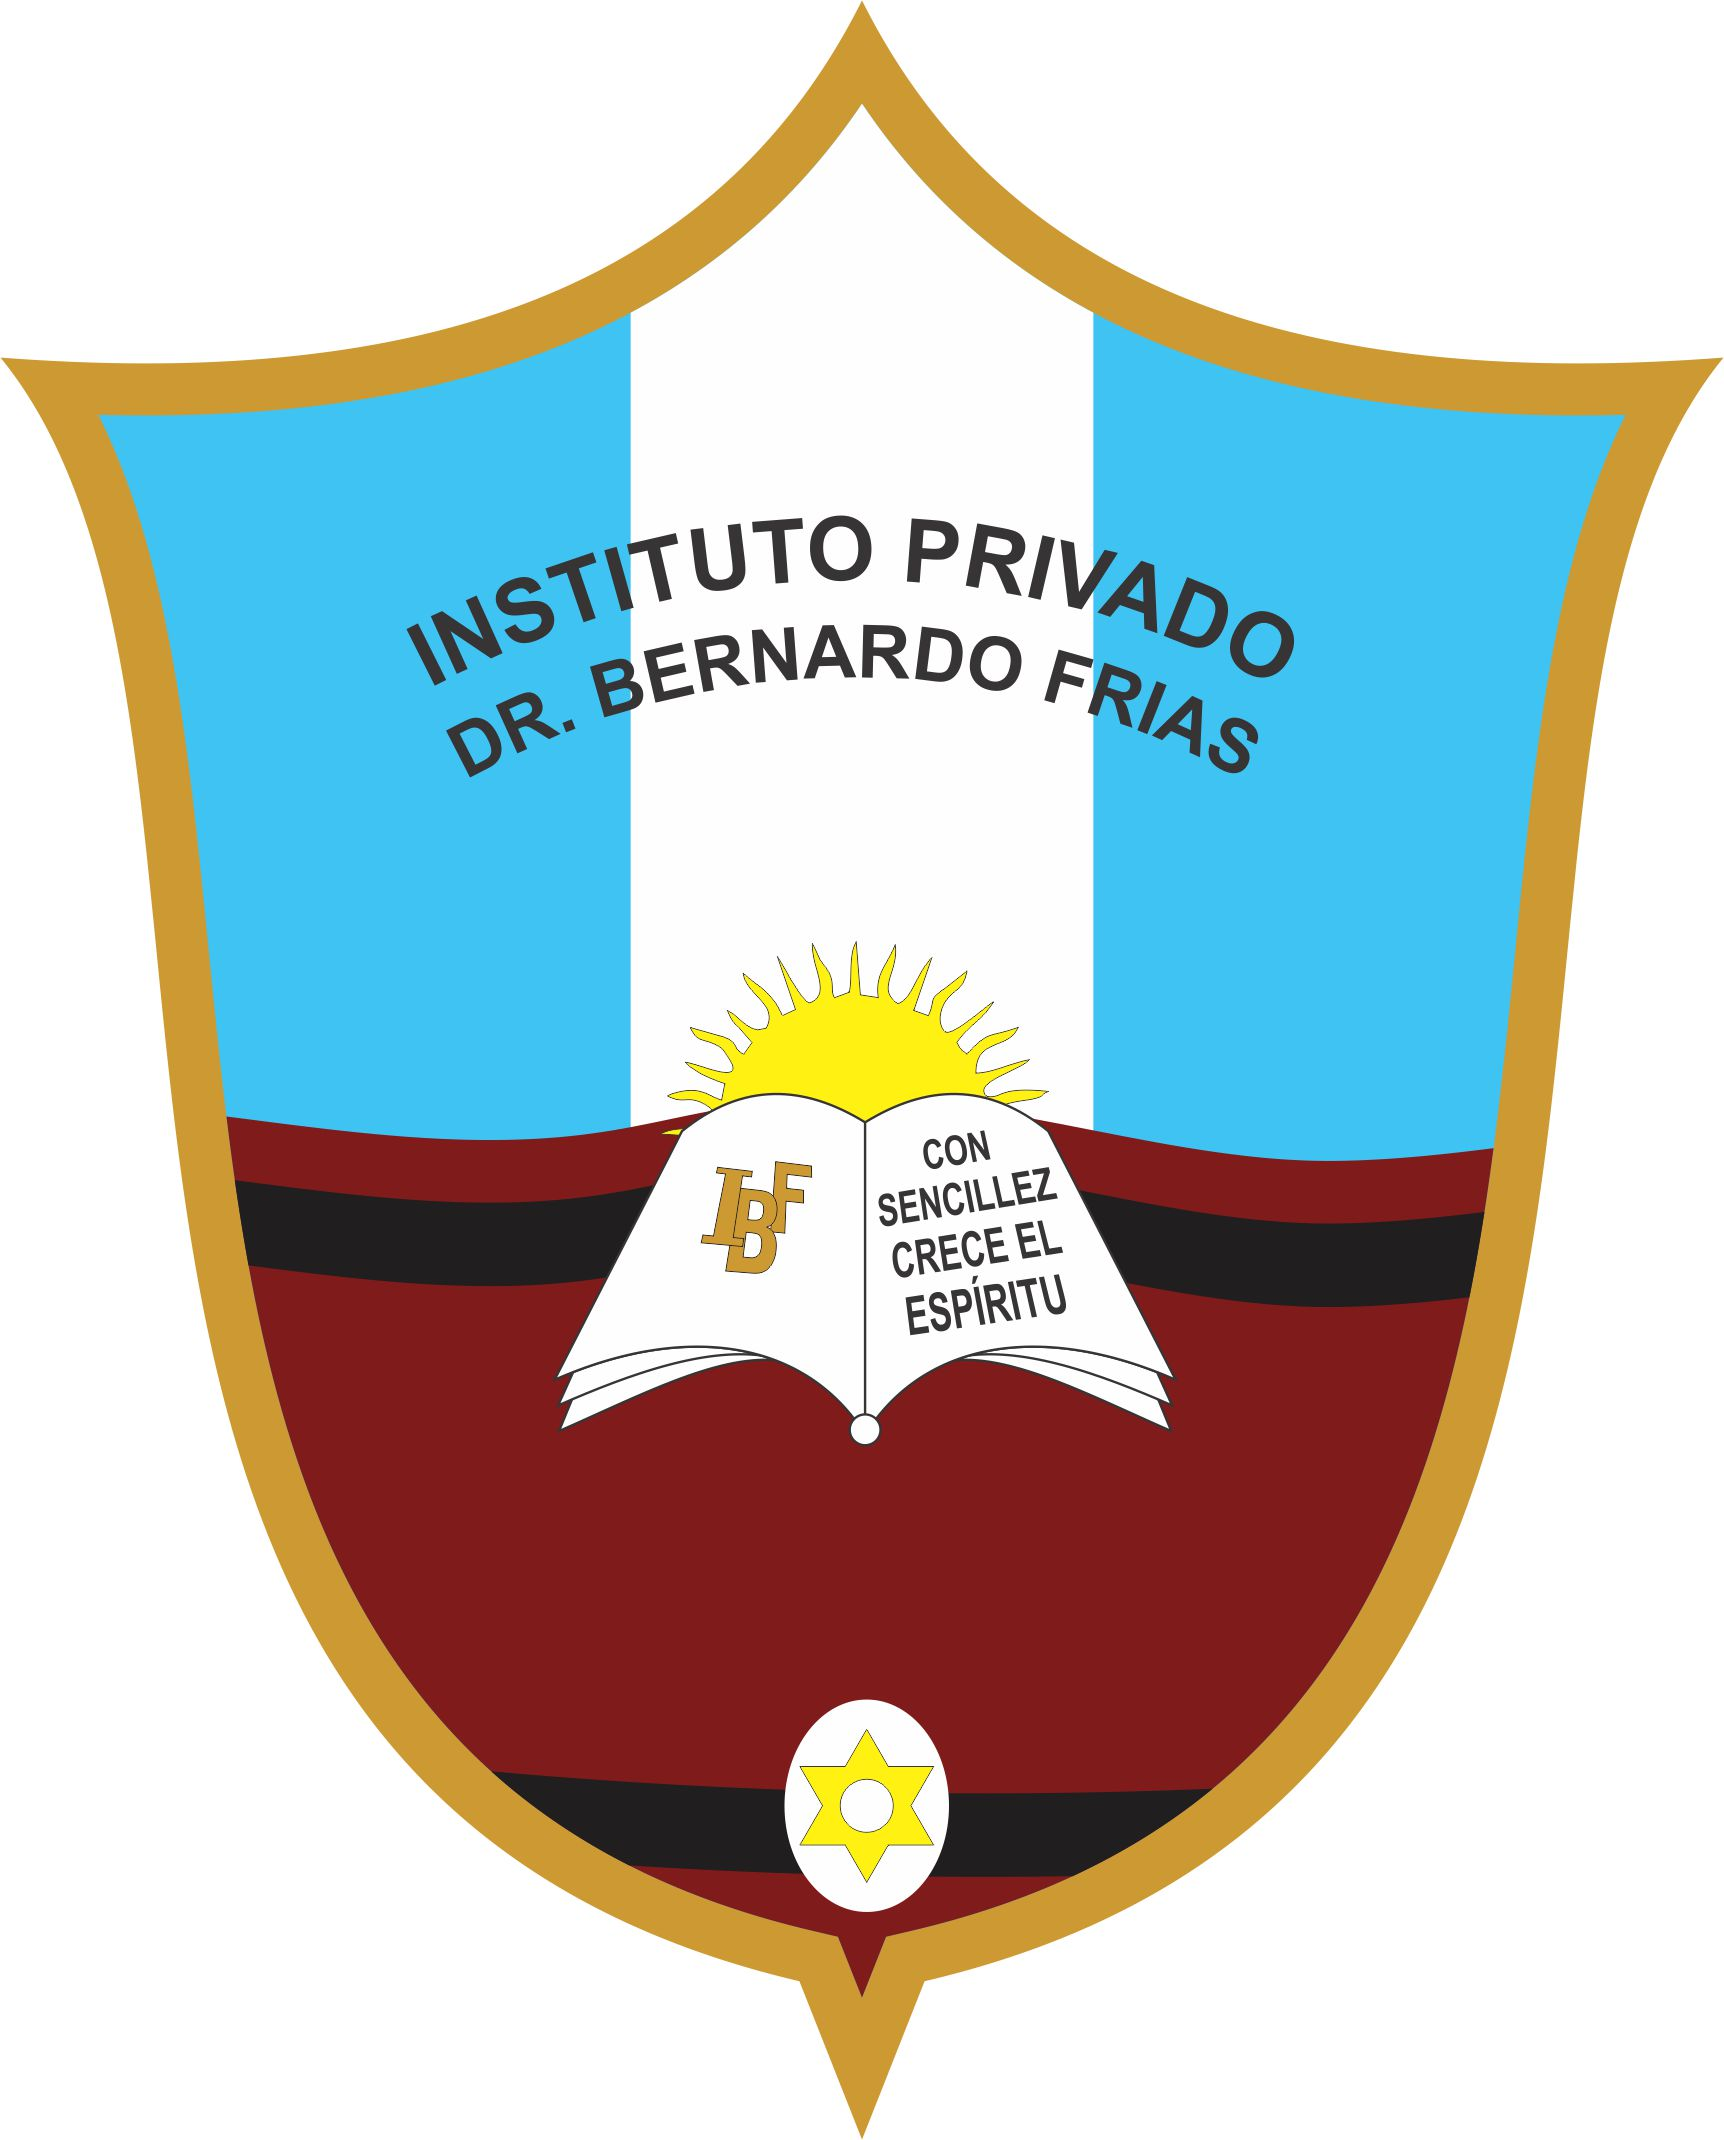 INSTITUTO PRIVADO
DR. BERNARDO FRIAS
IBF
CON
SENCILLEZ
CRECE EL
ESPÍRITU